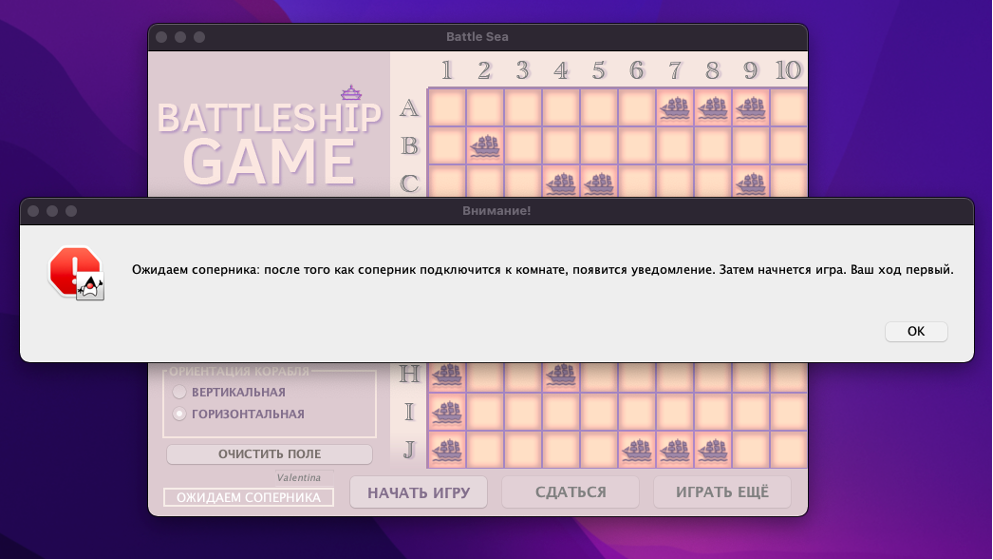 Battle Sea
1 2 3 4 5 6 7 8 9 10
BATTLESHIP
GAME
A
B
C
Внимание!
Ожидаем соперника: после того как соперник подключится к комнате, появится уведомление. Затем начнется игра. Ваш ход первый.
ОК
H
I
J
ОРИЕНТАЦИЯ КОРАБЛЯ
ВЕРТИКАЛЬНАЯ
ГОРИЗОНТАЛЬНАЯ
ОЧИСТИТЬ ПОЛЕ
Valentina
ОЖИДАЕМ СОПЕРНИКА
НАЧАТЬ ИГРУ
СДАТЬСЯ
ИГРАТЬ ЕЩЁ